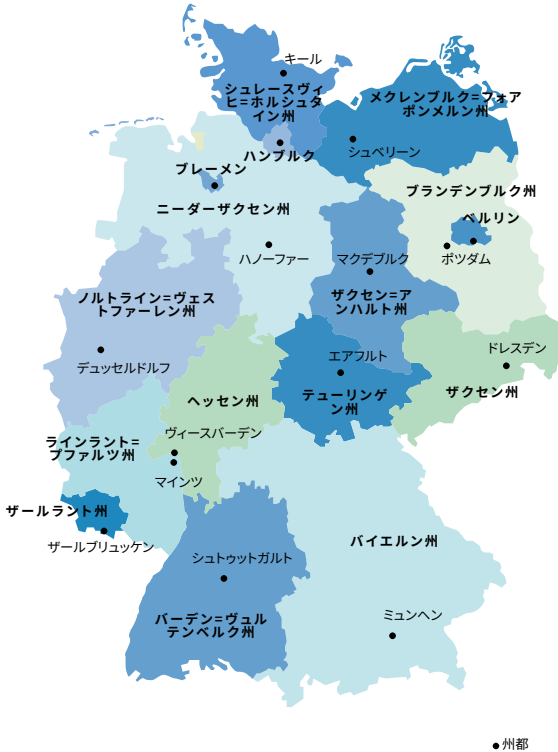 キール
シュレースヴィ
ヒ=ホルシュタ
イン州
メクレンブルク=フォア
ポンメルン州
ハンブルク
シュベリーン
ブレーメン
ブランデンブルク州
ベルリン
ニーダーザクセン州
ハノーファー
マクデブルク
ポツダム
ザクセン=ア
ンハルト州
ノルトライン=ヴェス
トファーレン州
デュッセルドルフ
エアフルト
ドレスデン
テューリンゲ
ン州
ザクセン州
ヘッセン州
ヴィースバーデン
ラインラント=
プファルツ州
マインツ
ザールラント州
ザールブリュッケン
バイエルン州
シュトゥットガルト
バーデン=ヴュル
テンベルク州
ミュンヘン
州都